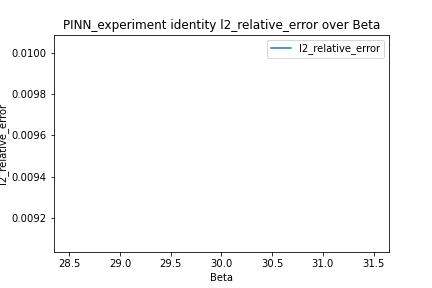 PINN_experiment identity l2_relative_error over Beta
l2_relative_error
0.0100
0.0098
0.0096
0.0094
0.0092
l2_relative_error
28.5 29.0 29.5 30.0 30.5 31.0 31.5
Beta